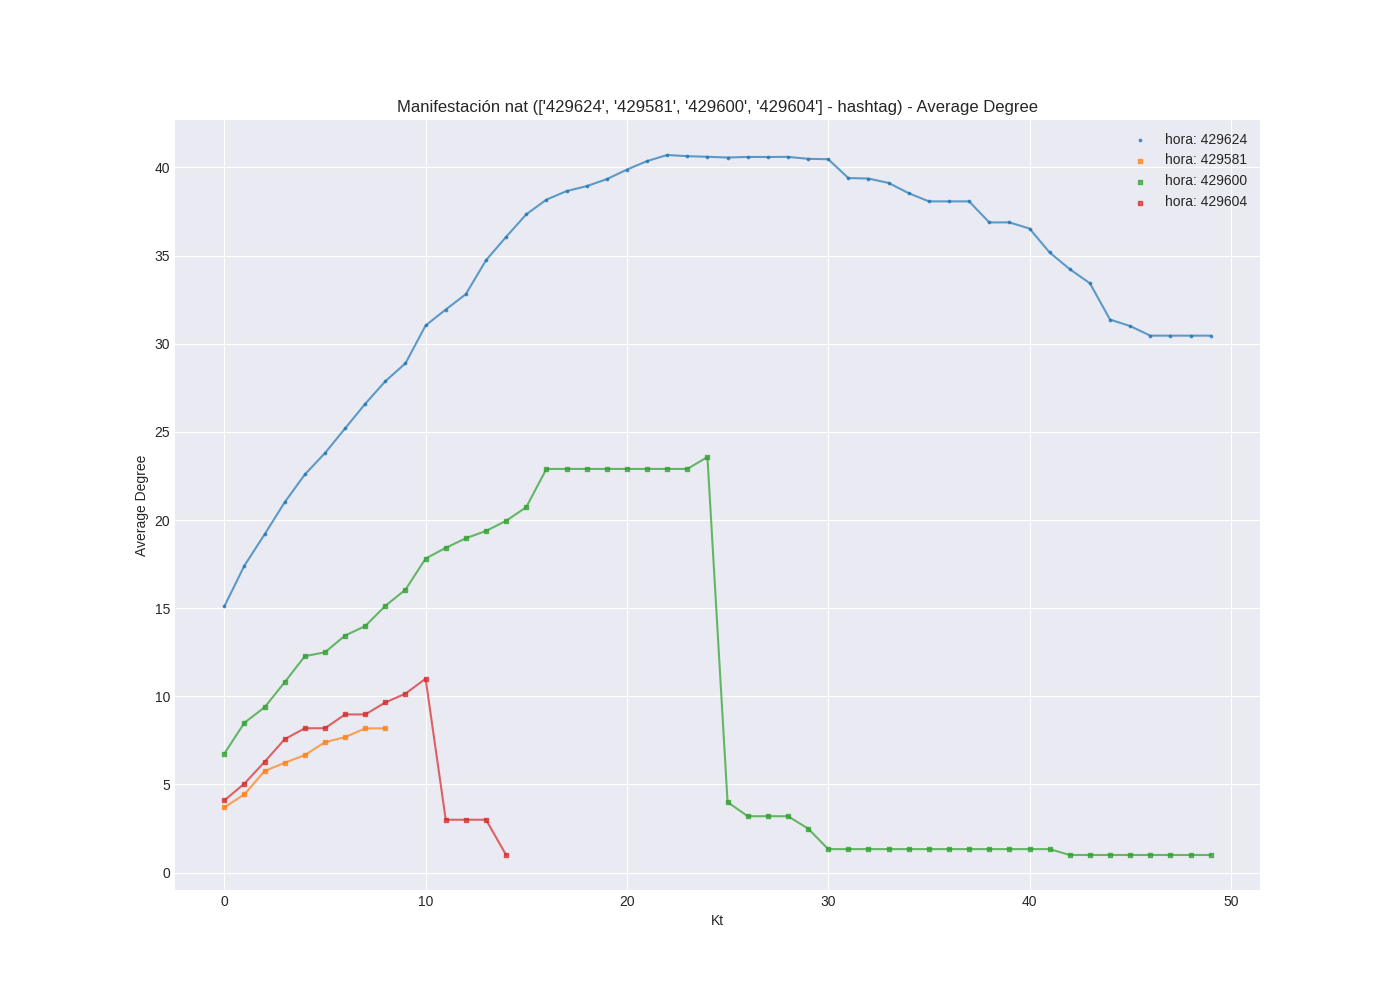 Manifestación nat (['429624', '429581', '429600', '429604'] - hashtag) - Average Degree
hora: 429624
hora: 429581
hora: 429600
hora: 429604
Average Degree
40
35
30
25
20
15
10
5
0
0 10 20 30 40 50
Kt